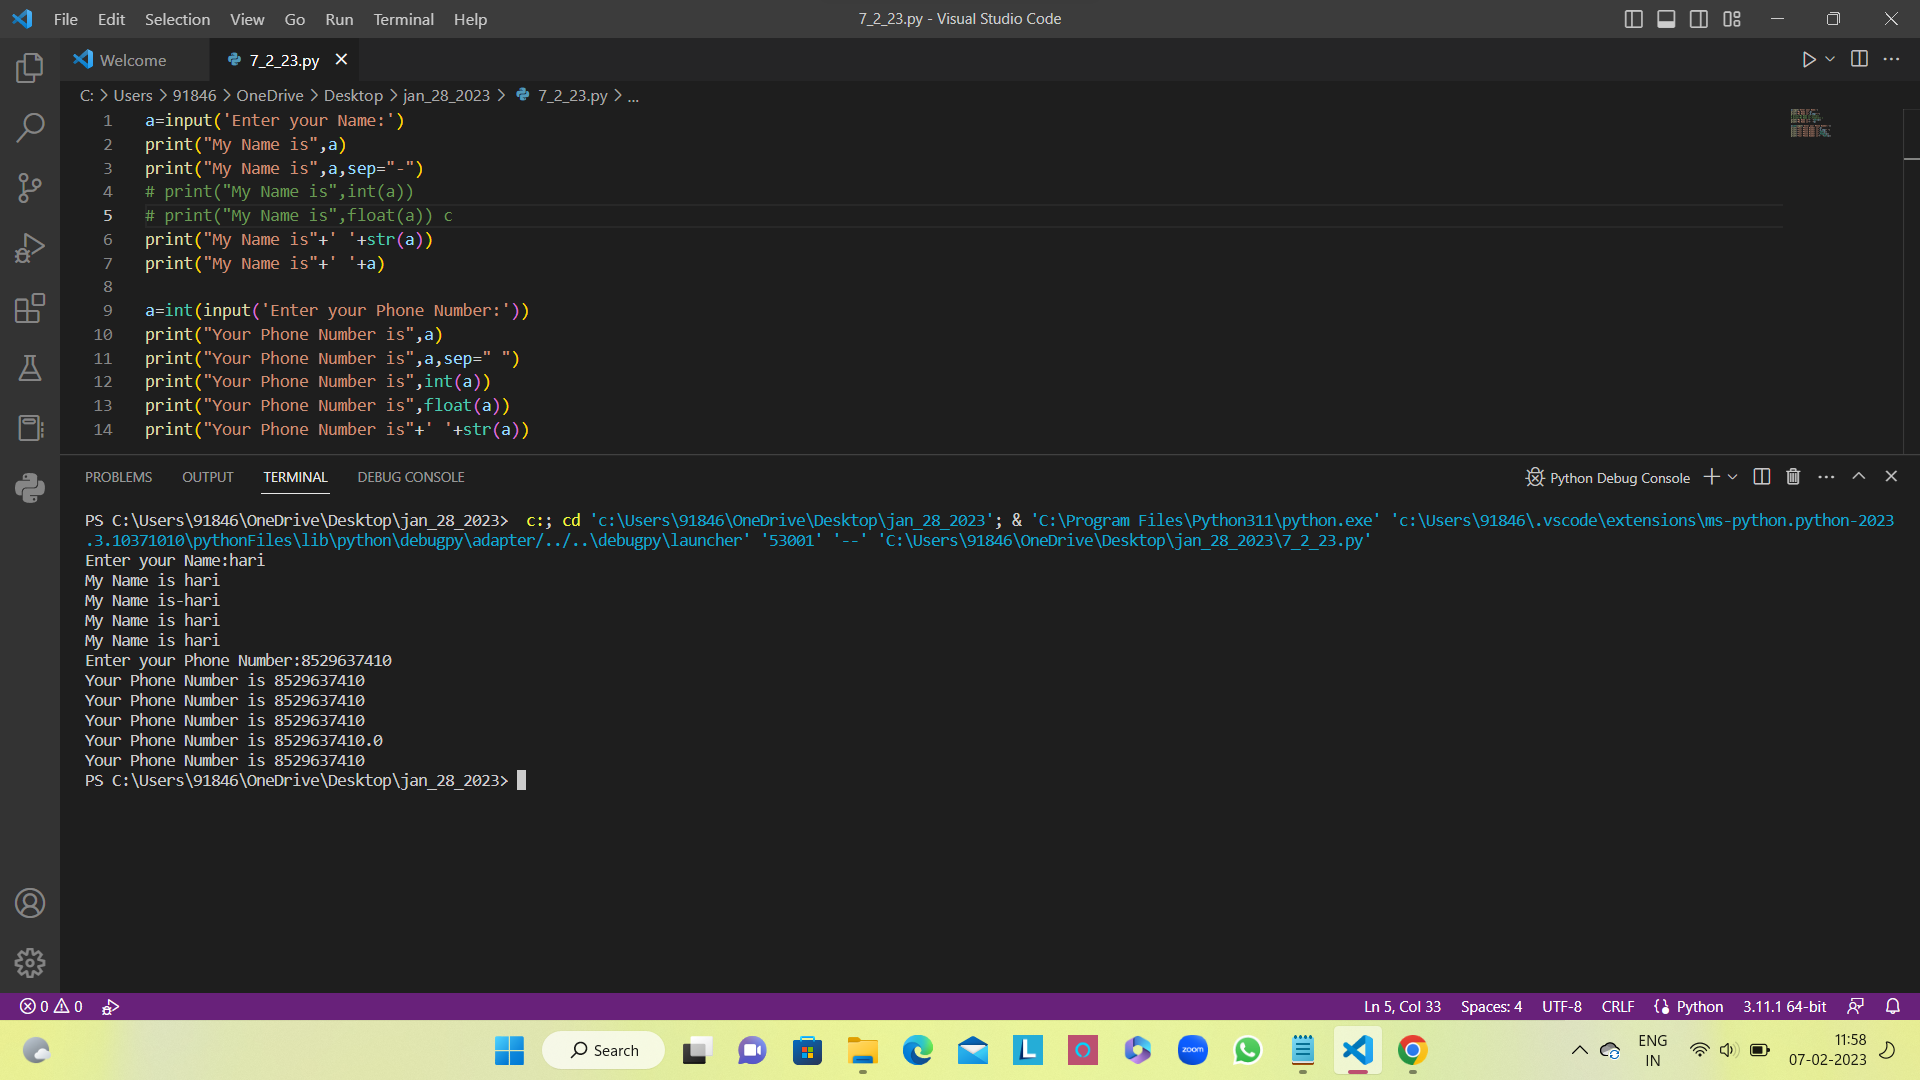 File Edit Selection View Go Run Terminal Help
7_2_23.py - Visual Studio Code
Welcome
7_2_23.py
C: > Users > 91846 > OneDrive > Desktop > jan_28_2023 > 7_2_23.py > ...
1 a=input('Enter your Name:')
2 print("My Name is",a)
3 print("My Name is",a,sep="-")
4 # print("My Name is",int(a))
5 # print("My Name is",float(a)) c
6 print("My Name is"+' '+str(a))
7 print("My Name is"+' '+a)
8
9 a=int(input('Enter your Phone Number:'))
10 print("Your Phone Number is",a)
11 print("Your Phone Number is",a,sep=" ")
12 print("Your Phone Number is",int(a))
13 print("Your Phone Number is",float(a))
14 print("Your Phone Number is"+' '+str(a))
PROBLEMS OUTPUT TERMINAL DEBUG CONSOLE
Python Debug Console
PS C:\Users\91846\OneDrive\Desktop\jan_28_2023>  c:; cd 'c:\Users\91846\OneDrive\Desktop\jan_28_2023'; & 'C:\Program Files\Python311\python.exe' 'c:\Users\91846\.vscode\extensions\ms-python.python-2023
.3.10371010\pythonFiles\lib\python\debugpy\adapter/../..\debugpy\launcher' '53001' '--' 'C:\Users\91846\OneDrive\Desktop\jan_28_2023\7_2_23.py'
Enter your Name:hari
My Name is hari
My Name is-hari
My Name is hari
My Name is hari
Enter your Phone Number:8529637410
Your Phone Number is 8529637410
Your Phone Number is 8529637410
Your Phone Number is 8529637410
Your Phone Number is 8529637410.0
Your Phone Number is 8529637410
PS C:\Users\91846\OneDrive\Desktop\jan_28_2023>
0 0
Ln 5, Col 33 Spaces: 4 UTF-8 CRLF {} Python 3.11.1 64-bit
Search
L
zoom
ENG
IN
11:58
07-02-2023